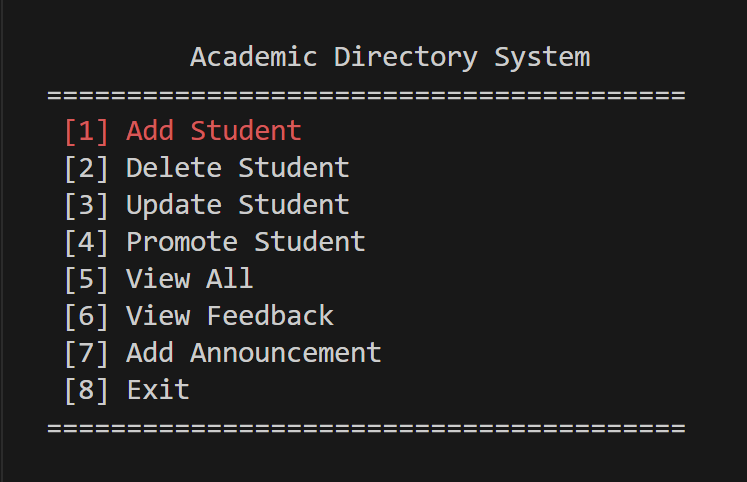 Academic Directory System
========================================
[1] Add Student
[2] Delete Student
[3] Update Student
[4] Promote Student
[5] View All
[6] View Feedback
[7] Add Announcement
[8] Exit
========================================